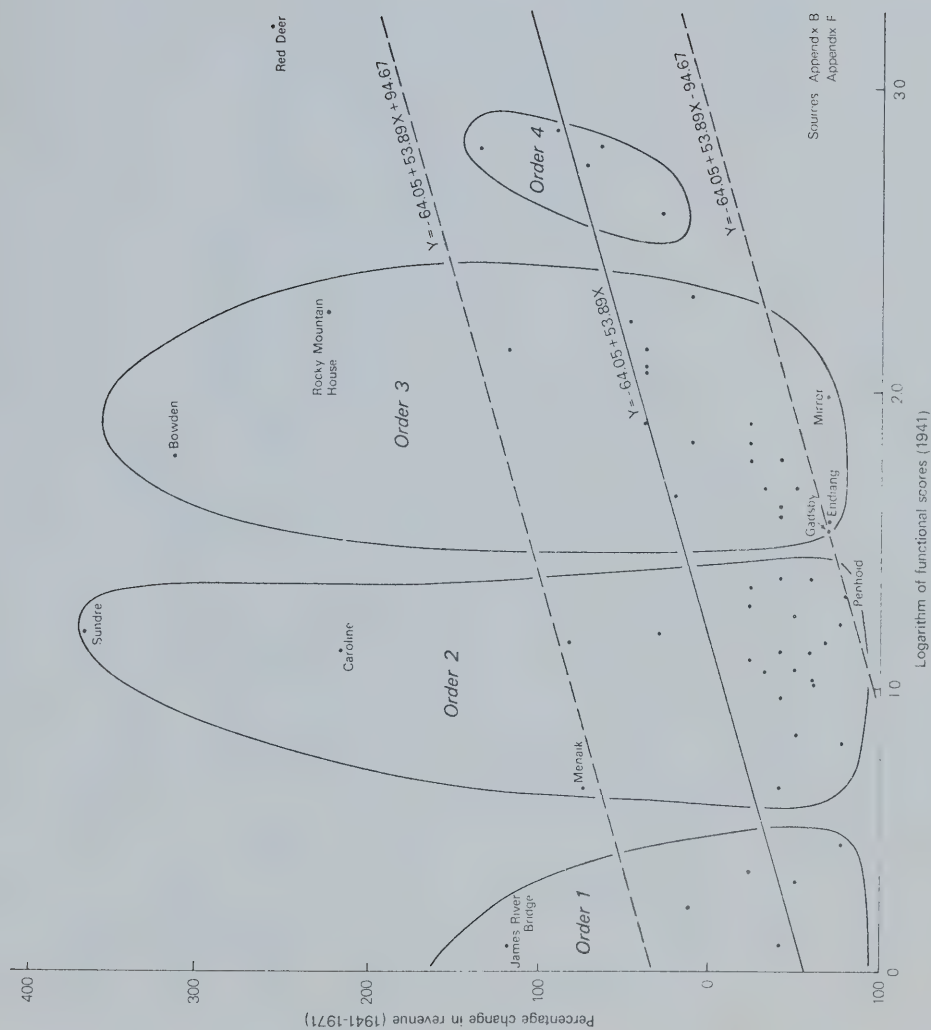 Percentage change in revenue (1941-1971)
400
300
200
100
0
100
0
1.0
2.0
3.0
Logarithm of functional scores (1941)
James River
Bridge
Order 1
Menaik
Sundre
Caroline
Order 2
Penhold
Bowden
Rocky Mountain
House
Order 3
Gadsby
Endiang
Mirror
Order 4
Red Deer
Y = -64.05 + 53.89X + 94.67
Y = -64.05 + 53.89X
Y = -64.05 + 53.89X - 94.67
Sources Appendix B
Appendix F